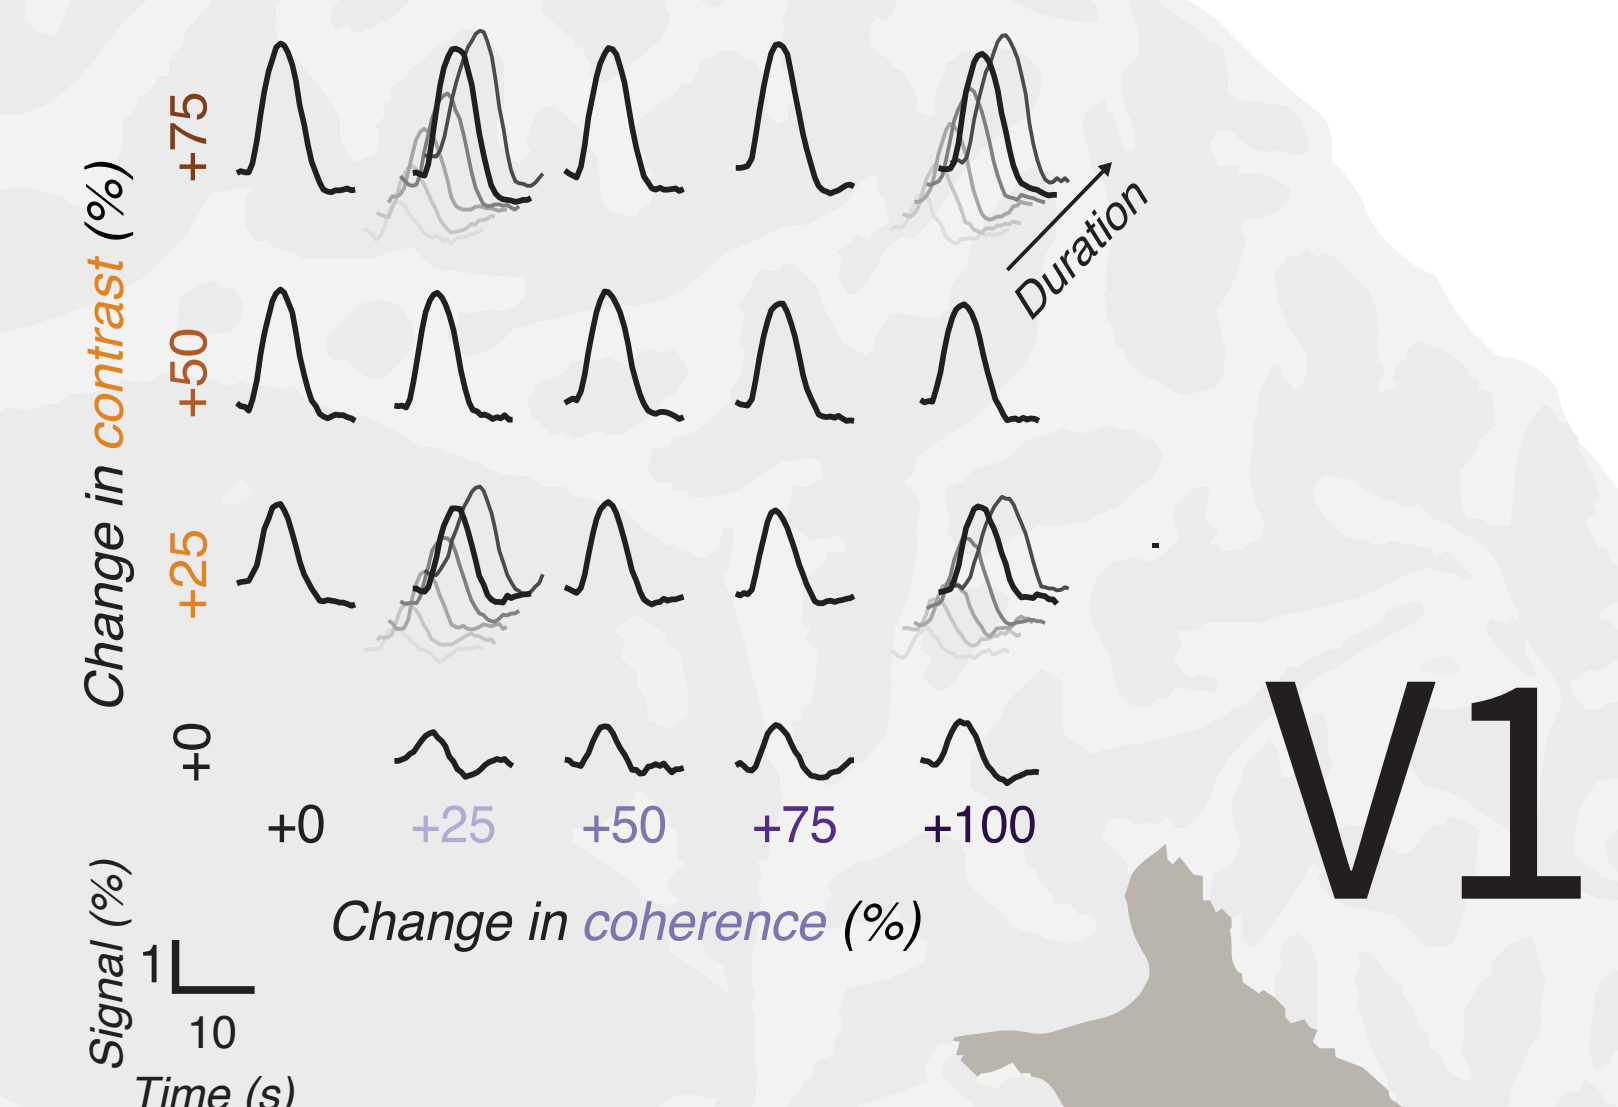 Change in contrast (%)
+75
+50
+25
+0
Duration
V1
+0 +25 +50 +75 +100
Change in coherence (%)
Signal (%)
1
10
Time (s)